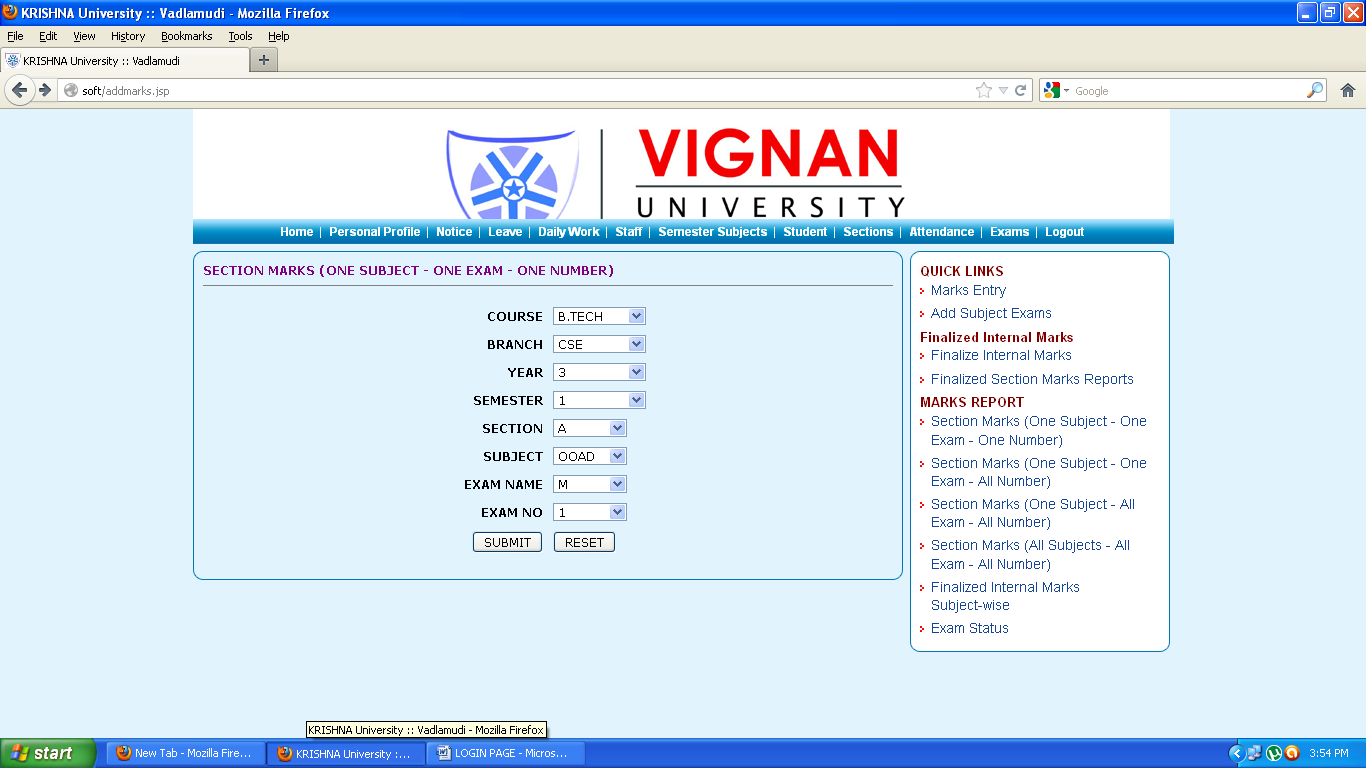 KRISHNA University :: Vadlamudi - Mozilla Firefox
File Edit View History Bookmarks Tools Help
KRISHNA University :: Vadlamudi
soft/addmarks.jsp
Google
VIGNAN
UNIVERSITY
Home | Personal Profile | Notice | Leave | Daily Work | Staff | Semester Subjects | Student | Sections | Attendance | Exams | Logout
SECTION MARKS (ONE SUBJECT - ONE EXAM - ONE NUMBER)
COURSE B.TECH
BRANCH CSE
YEAR 3
SEMESTER 1
SECTION A
SUBJECT OOAD
EXAM NAME M
EXAM NO 1
SUBMIT RESET
QUICK LINKS
Marks Entry
Add Subject Exams
Finalized Internal Marks
Finalize Internal Marks
Finalized Section Marks Reports
MARKS REPORT
Section Marks (One Subject - One
Exam - One Number)
Section Marks (One Subject - One
Exam - All Number)
Section Marks (One Subject - All
Exam - All Number)
Section Marks (All Subjects - All
Exam - All Number)
Finalized Internal Marks
Subject-wise
Exam Status
KRISHNA University :: Vadlamudi - Mozilla Firefox
start New Tab - Mozilla Fire... KRISHNA University :... LOGIN PAGE - Micros... 3:54 PM